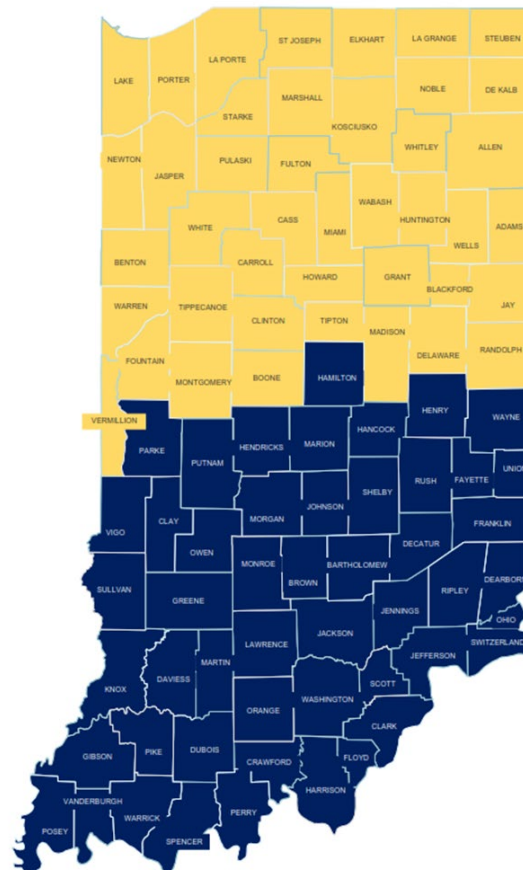 ST JOSEPH
ELKHART
LA GRANGE
STEUBEN
LA PORTE
LAKE
PORTER
NOBLE
DE KALB
MARSHALL
STARKE
KOSCIUSKO
WHITLEY
ALLEN
NEWTON
JASPER
PULASKI
FULTON
WABASH
HUNTINGTON
ADAMS
WHITE
CASS
MIAMI
WELLS
BENTON
CARROLL
HOWARD
GRANT
BLACKFORD
JAY
WARREN
TIPPECANOE
CLINTON
TIPTON
MADISON
DELAWARE
RANDOLPH
FOUNTAIN
MONTGOMERY
BOONE
HAMILTON
HENRY
WAYNE
VERMILLION
PARKE
PUTNAM
HENDRICKS
MARION
HANCOCK
RUSH
FAYETTE
UNION
SHELBY
VIGO
CLAY
MORGAN
JOHNSON
FRANKLIN
OWEN
MONROE
BARTHOLOMEW
DECATUR
SULLVAN
GREENE
BROWN
RIPLEY
DEARBORN
JENNINGS
OHIO
LAWRENCE
JACKSON
SWITZERLAND
JEFFERSON
KNOX
DAVIESS
MARTIN
SCOTT
ORANGE
WASHINGTON
CLARK
GIBSON
PIKE
DUBOIS
CRAWFORD
FLOYD
HARRISON
VANDERBURGH
WARRICK
PERRY
POSEY
SPENCER